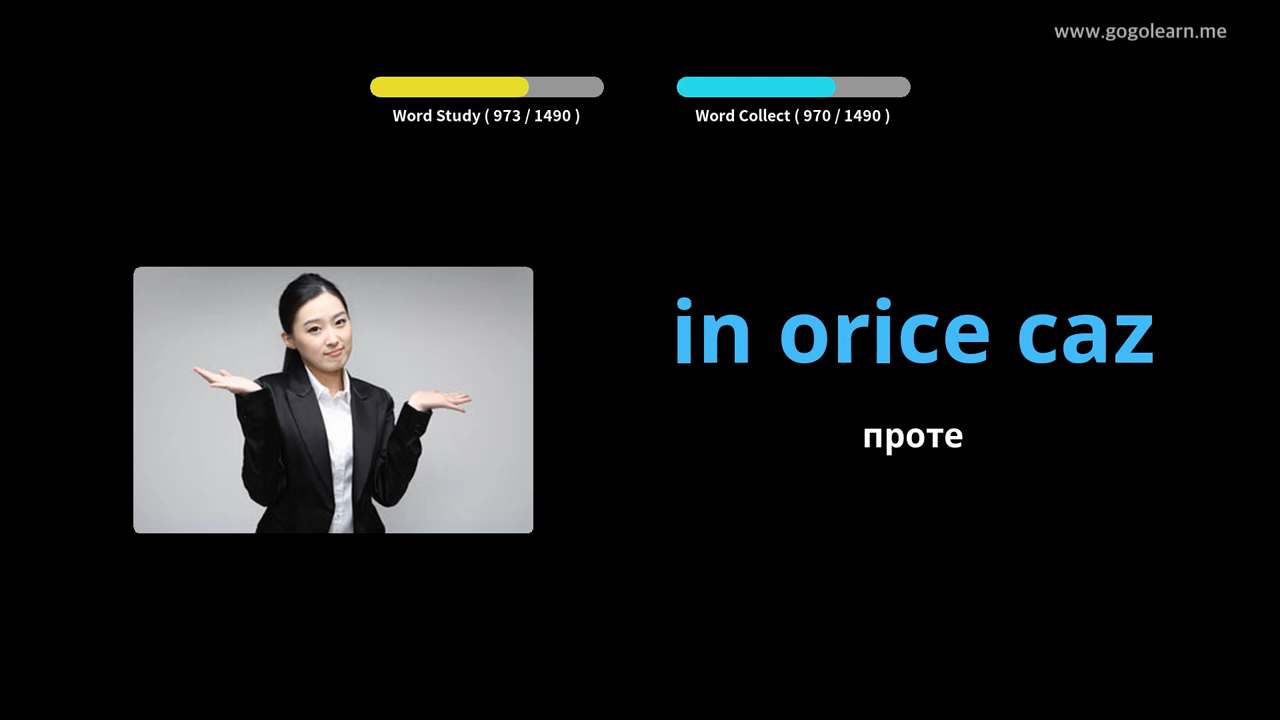 www.gogolearn.me
Word Study ( 973 / 1490 )
Word Collect ( 970 / 1490 )
in orice caz
проте